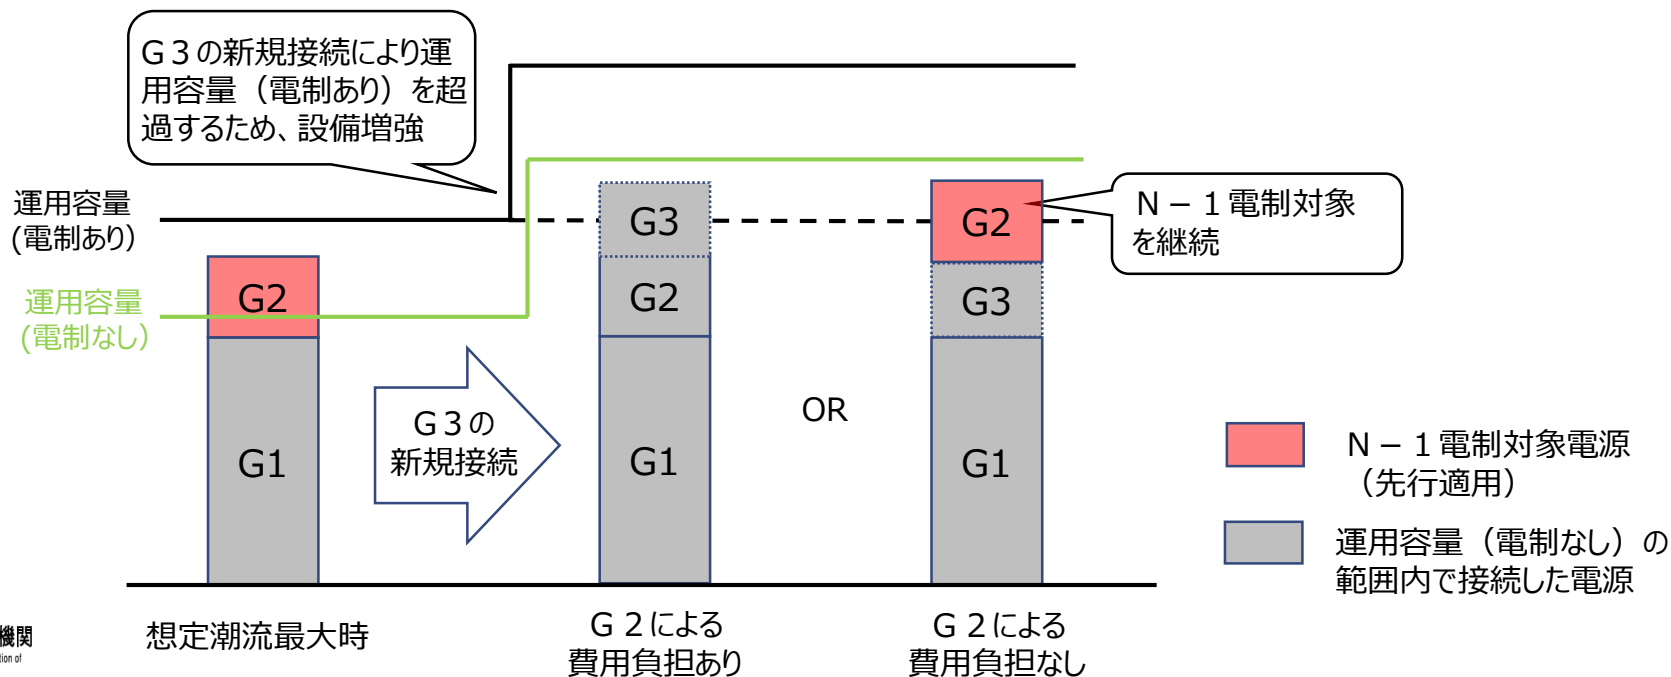 G3の新規接続により運
用容量（電制あり）を超
過するため、設備増強
運用容量
(電制あり)
運用容量
(電制なし)
N－1電制対象
を継続
G3
G2
G2
G2
G3
G1
G1
G1
G3の
新規接続
OR
N－1電制対象電源
（先行適用）
運用容量（電制なし）の
範囲内で接続した電源
想定潮流最大時
G2による
費用負担あり
G2による
費用負担なし
機関
tion of